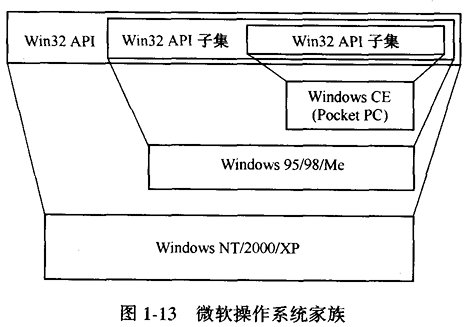 Win32 API
Win32 API 子集
Win32 API 子集
Windows CE
(Pocket PC)
Windows 95/98/Me
Windows NT/2000/XP
图 1-13 微软操作系统家族